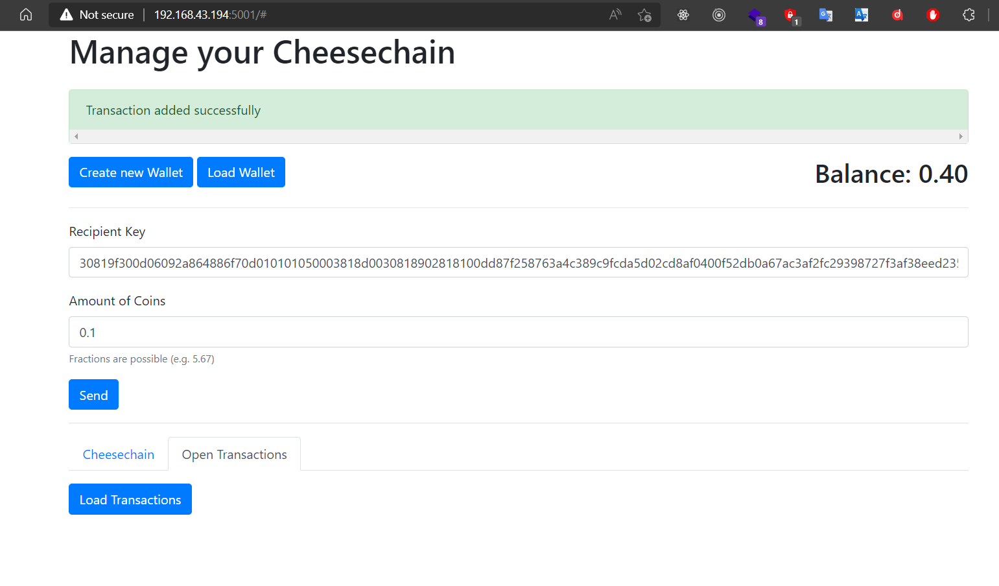 Not secure
192.168.43.194:5001/#
8
1
Manage your Cheesechain
Transaction added successfully
Create new Wallet
Load Wallet
Balance: 0.40
Recipient Key
30819f300d06092a864886f70d010101050003818d0030818902818100dd87f258763a4c389c9fcda5d02cd8af0400f52db0a67ac3af2fc29398727f3af38eed235
Amount of Coins
0.1
Fractions are possible (e.g. 5.67)
Send
Cheesechain
Open Transactions
Load Transactions